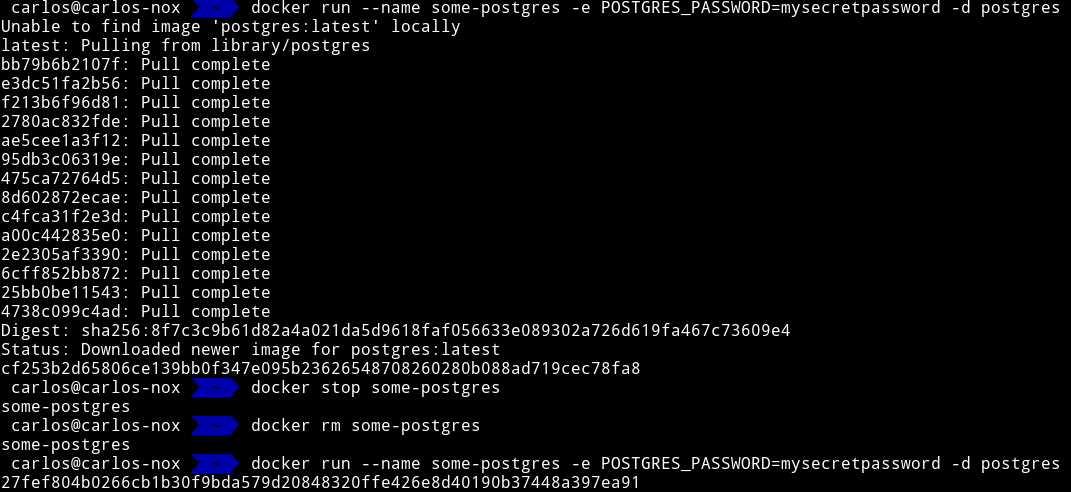 carlos@carlos-nox ~ docker run --name some-postgres -e POSTGRES_PASSWORD=mysecretpassword -d postgres
Unable to find image 'postgres:latest' locally
latest: Pulling from library/postgres
bb79b6b2107f: Pull complete
e3dc51fa2b56: Pull complete
f213b6f96d81: Pull complete
2780ac832fde: Pull complete
ae5cee1a3f12: Pull complete
95db3c06319e: Pull complete
475ca72764d5: Pull complete
8d602872ecae: Pull complete
c4fca31f2e3d: Pull complete
a00c442835e0: Pull complete
2e2305af3390: Pull complete
6cff852bb872: Pull complete
25bb0be11543: Pull complete
4738c099c4ad: Pull complete
Digest: sha256:8f7c3c9b61d82a4a021da5d9618faf056633e089302a726d619fa467c73609e4
Status: Downloaded newer image for postgres:latest
cf253b2d65806ce139bb0f347e095b23626548708260280b088ad719cec78fa8
carlos@carlos-nox ~ docker stop some-postgres
some-postgres
carlos@carlos-nox ~ docker rm some-postgres
some-postgres
carlos@carlos-nox ~ docker run --name some-postgres -e POSTGRES_PASSWORD=mysecretpassword -d postgres
27fef804b0266cb1b30f9bda579d20848320ffe426e8d40190b37448a397ea91